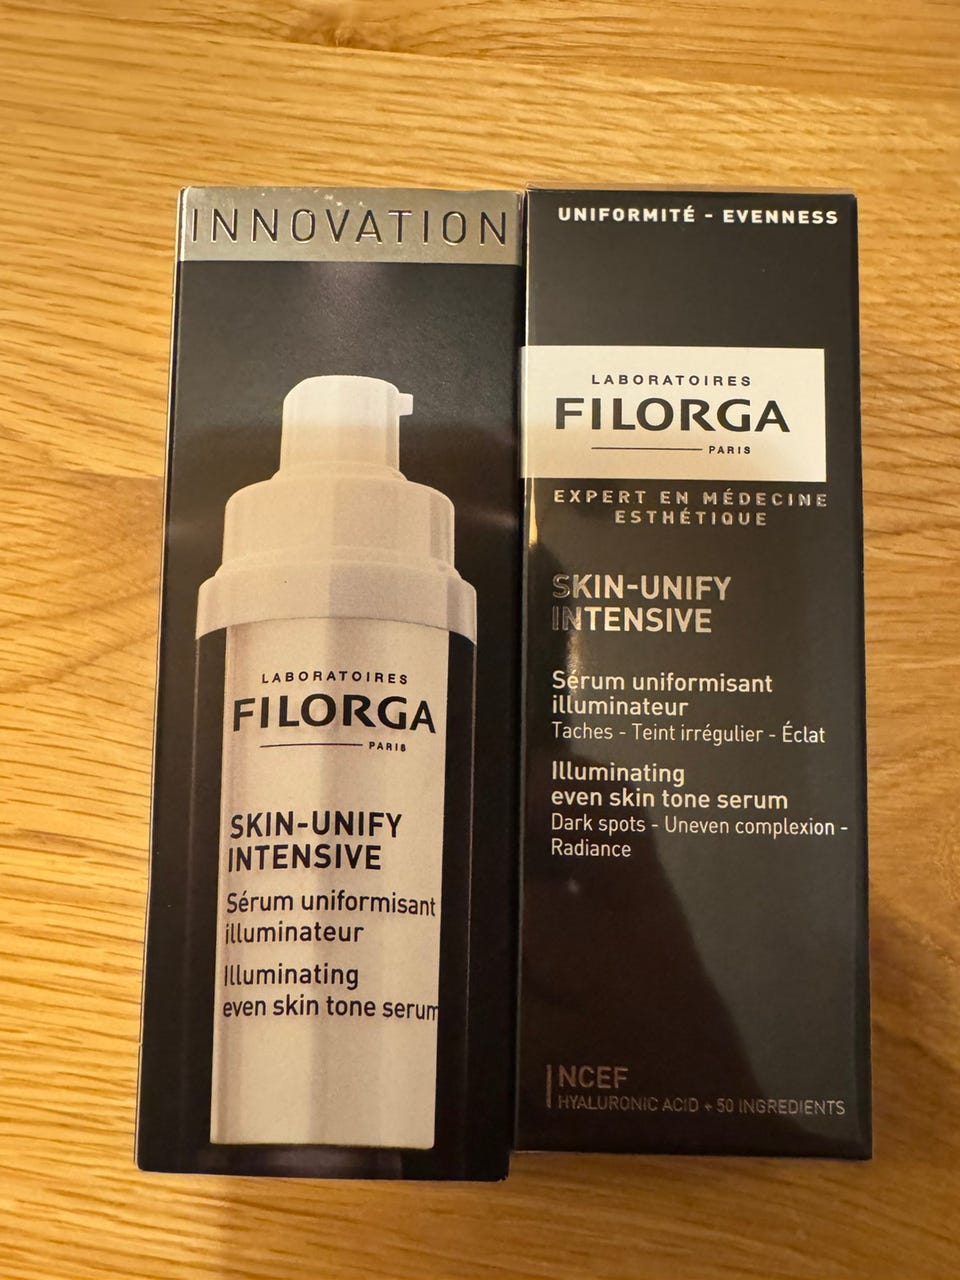 INNOVATION
LABORATOIRES
FILORGA
PARIS
SKIN-UNIFY
INTENSIVE
Sérum uniformisant
illuminateur
Illuminating
even skin tone serum
UNIFORMITÉ - EVENNESS
LABORATOIRES
FILORGA
PARIS
EXPERT EN MÉDECINE
ESTHÉTIQUE
SKIN-UNIFY
INTENSIVE
Sérum uniformisant
illuminateur
Taches - Teint irrégulier - Éclat
Illuminating
even skin tone serum
Dark spots - Uneven complexion -
Radiance
NCEF
HYALURONIC ACID + 50 INGREDIENTS